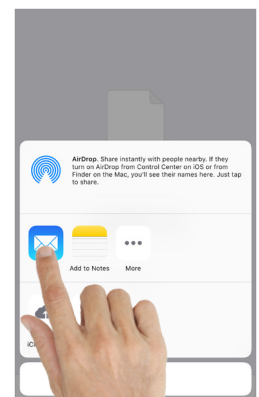 AirDrop. Share instantly with people nearby. If they
turn on AirDrop from Control Center on iOS or from
Finder on the Mac, you'll see their names here. Just tap
to share.
Add to Notes
More